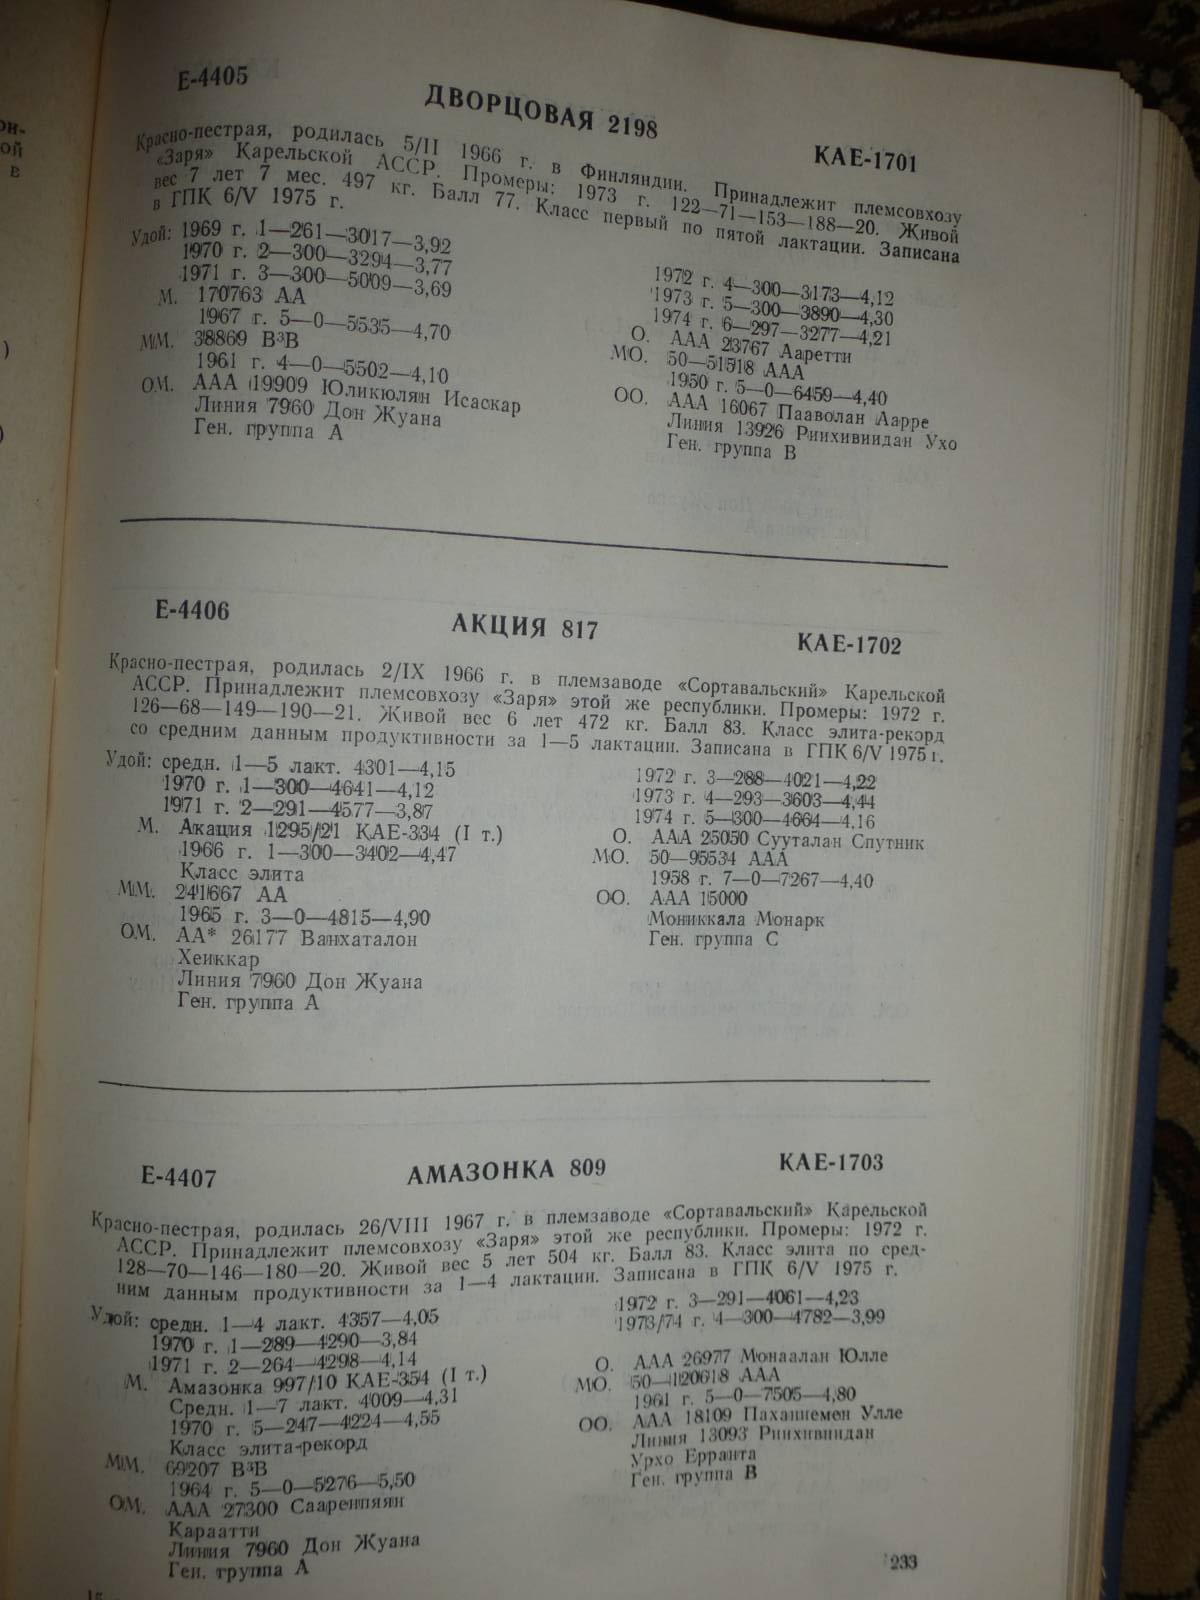 он-
ой
в
)
)
Е-4405
ДВОРЦОВАЯ 2198
КАЕ-1701
Красно-пестрая, родилась 5/II 1966 г. в Финляндии. Принадлежит племсовхозу
«Заря» Карельской АССР. Промеры: 1973 г. 122—71—153—188—20. Живой
вес 7 лет 7 мес. 497 кг. Балл 77. Класс первый по пятой лактации. Записана
в ГПК 6/V 1975 г.
Удой: 1969 г. 1—261—3017—3,92
1970 г. 2—300—3294—3,77
1971 г. 3—300—5009—3,69
М. 170763 АА
1967 г. 5—0—5535—4,70
ММ. 38869 В³В
1961 г. 4—0—5502—4,10
ОМ. ААА 19909 Юликюлян Исаскар
Линия 7960 Дон Жуана
Ген. группа А
1972 г. 4—300—3173—4,12
1973 г. 5—300—3890—4,30
1974 г. 6—297—3277—4,21
О. ААА 23767 Ааретти
МО. 50—51518 ААА
1950 г. 5—0—6459—4,40
ОО. ААА 16067 Пааволан Аарре
Линия 13926 Риихивиидан Ухо
Ген. группа В
Е-4406
АКЦИЯ 817
КАЕ-1702
Красно-пестрая, родилась 2/IX 1966 г. в племзаводе «Сортавальский» Карельской
АССР. Принадлежит племсовхозу «Заря» этой же республики. Промеры: 1972 г.
126—68—149—190—21. Живой вес 6 лет 472 кг. Балл 83. Класс элита-рекорд
со средним данным продуктивности за 1—5 лактации. Записана в ГПК 6/V 1975 г.
Удой: средн. 1—5 лакт. 4301—4,15
1970 г. 1—300—4641—4,12
1971 г. 2—291—4577—3,87
М. Акация 1295/21 КАЕ-334 (I т.)
1966 г. 1—300—3402—4,47
Класс элита
ММ. 241667 АА
1965 г. 3—0—4815—4,90
ОМ. АА* 26177 Ванхаталон
Хеиккар
Линия 7960 Дон Жуана
Ген. группа А
1972 г. 3—288—4021—4,22
1973 г. 4—293—3603—4,44
1974 г. 5—300—4664—4,16
О. ААА 25050 Сууталан Спутник
МО. 50—95534 ААА
1958 г. 7—0—7267—4,40
ОО. ААА 15000
Мониккала Монарк
Ген. группа С
Е-4407
АМАЗОНКА 809
КАЕ-1703
Красно-пестрая, родилась 26/VIII 1967 г. в племзаводе «Сортавальский» Карельской
АССР. Принадлежит племсовхозу «Заря» этой же республики. Промеры: 1972 г.
128—70—146—180—20. Живой вес 5 лет 504 кг. Балл 83. Класс элита по сред-
ним данным продуктивности за 1—4 лактации. Записана в ГПК 6/V 1975 г.
Удой: средн. 1—4 лакт. 4357—4,05
1970 г. 1—289—4290—3,84
1971 г. 2—264—4298—4,14
М. Амазонка 997/10 КАЕ-354 (I т.)
Средн. 1—7 лакт. 4009—4,31
1970 г. 5—247—4224—4,55
Класс элита-рекорд
ММ. 69207 В³В
1964 г. 5—0—5276—5,50
ОМ. ААА 27300 Сааренпяян
Караатти
Линия 7960 Дон Жуана
Ген. группа А
1972 г. 3—291—4061—4,23
1973/74 г. 4—300—4782—3,99
О. ААА 26977 Монаалан Юлле
МО. 50—120618 ААА
1961 г. 5—0—7505—4,80
ОО. ААА 18109 Паханиемен Улле
Линия 13093 Риихивиидан
Урхо Ерранта
Ген. группа В
233